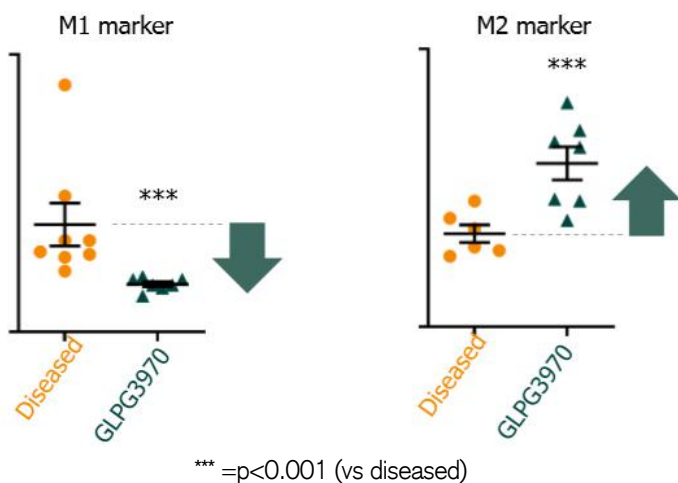 M1 marker
M2 marker
***
***
Diseased
GLPG3970
Diseased
GLPG3970
*** =p<0.001 (vs diseased)